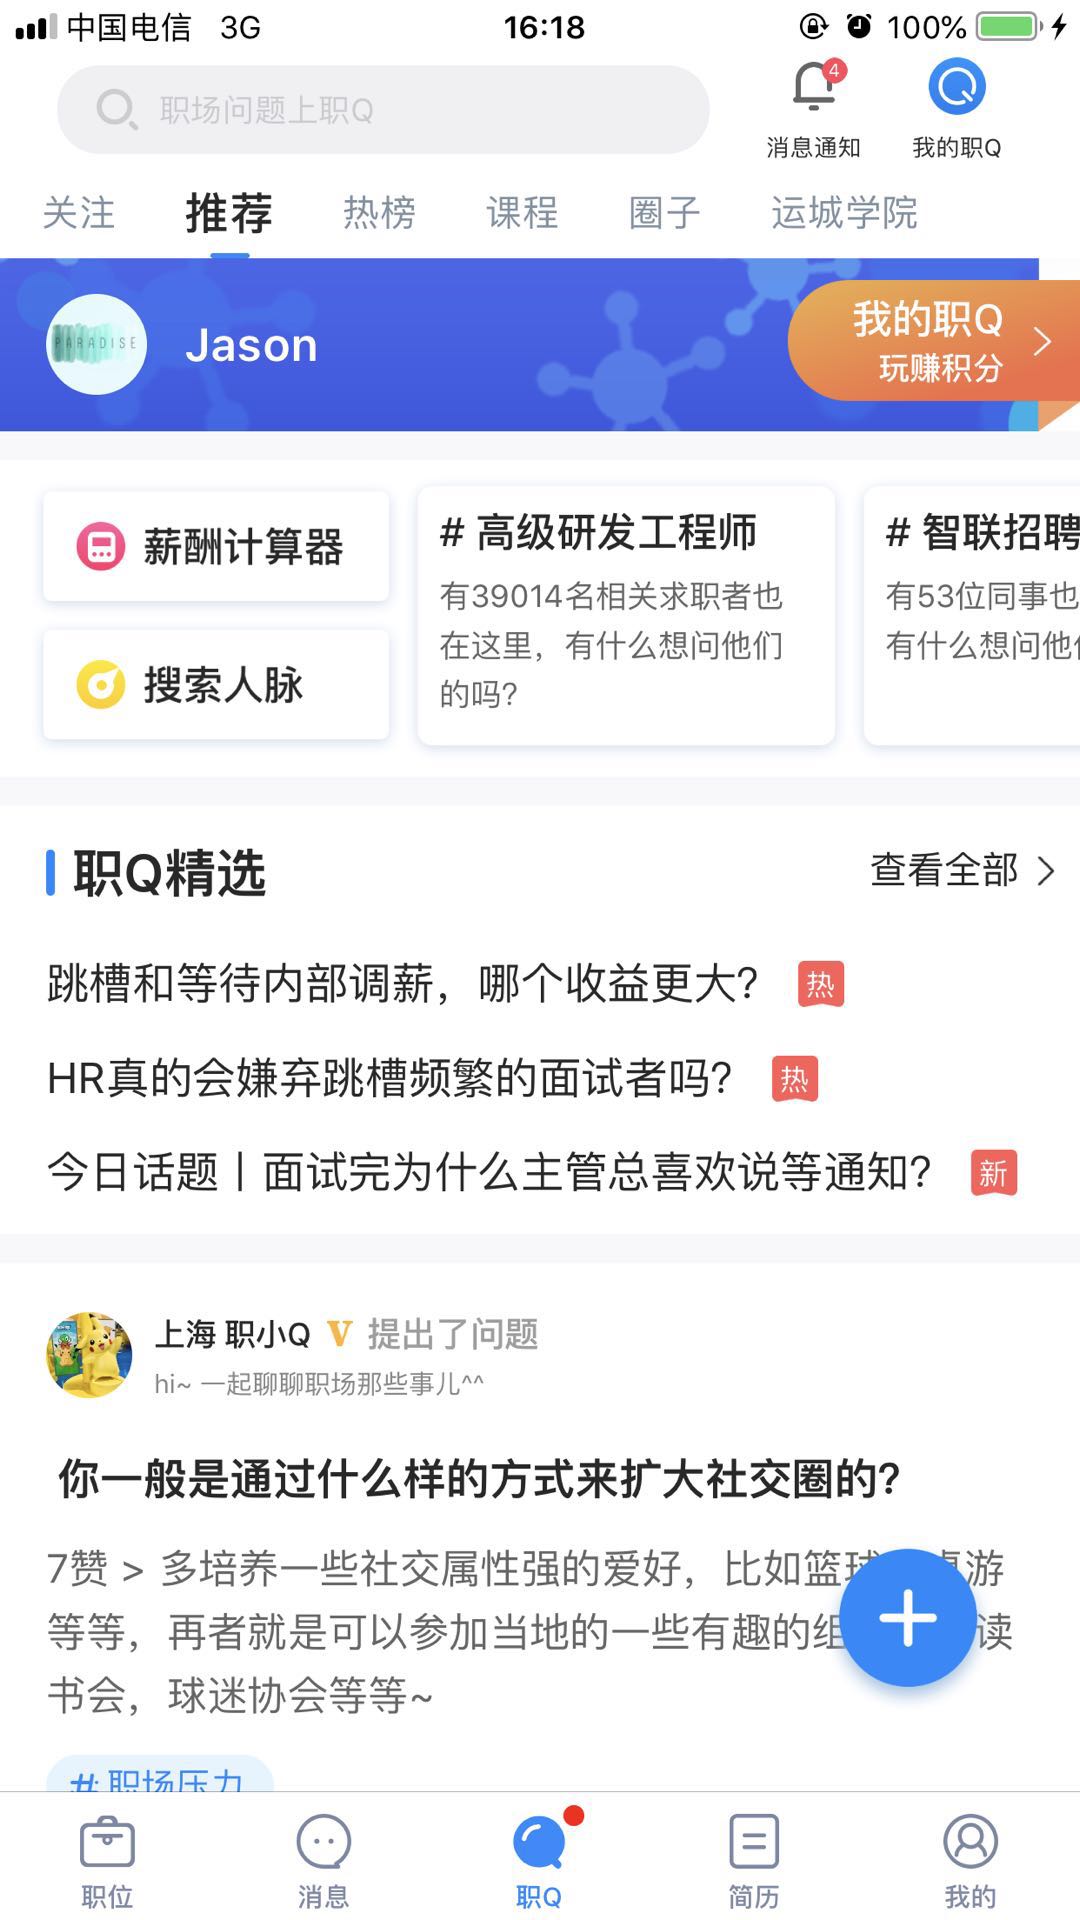 中国电信 3G 16:18 100%
职场问题上职Q
4
消息通知 我的职Q
关注 推荐 热榜 课程 圈子 运城学院
PARADISE
Jason
我的职Q
玩赚积分
薪酬计算器
搜索人脉
# 高级研发工程师
有39014名相关求职者也
在这里，有什么想问他们
的吗?
# 智联招聘
有53位同事也
有什么想问他
职Q精选 查看全部
跳槽和等待内部调薪，哪个收益更大? 热
HR真的会嫌弃跳槽频繁的面试者吗? 热
今日话题丨面试完为什么主管总喜欢说等通知? 新
上海 职小Q V 提出了问题
hi~ 一起聊聊职场那些事儿^^
你一般是通过什么样的方式来扩大社交圈的?
7赞 > 多培养一些社交属性强的爱好，比如篮球 游
等等，再者就是可以参加当地的一些有趣的组 读
书会，球迷协会等等~
# 职场压力
职位 消息 职Q 简历 我的